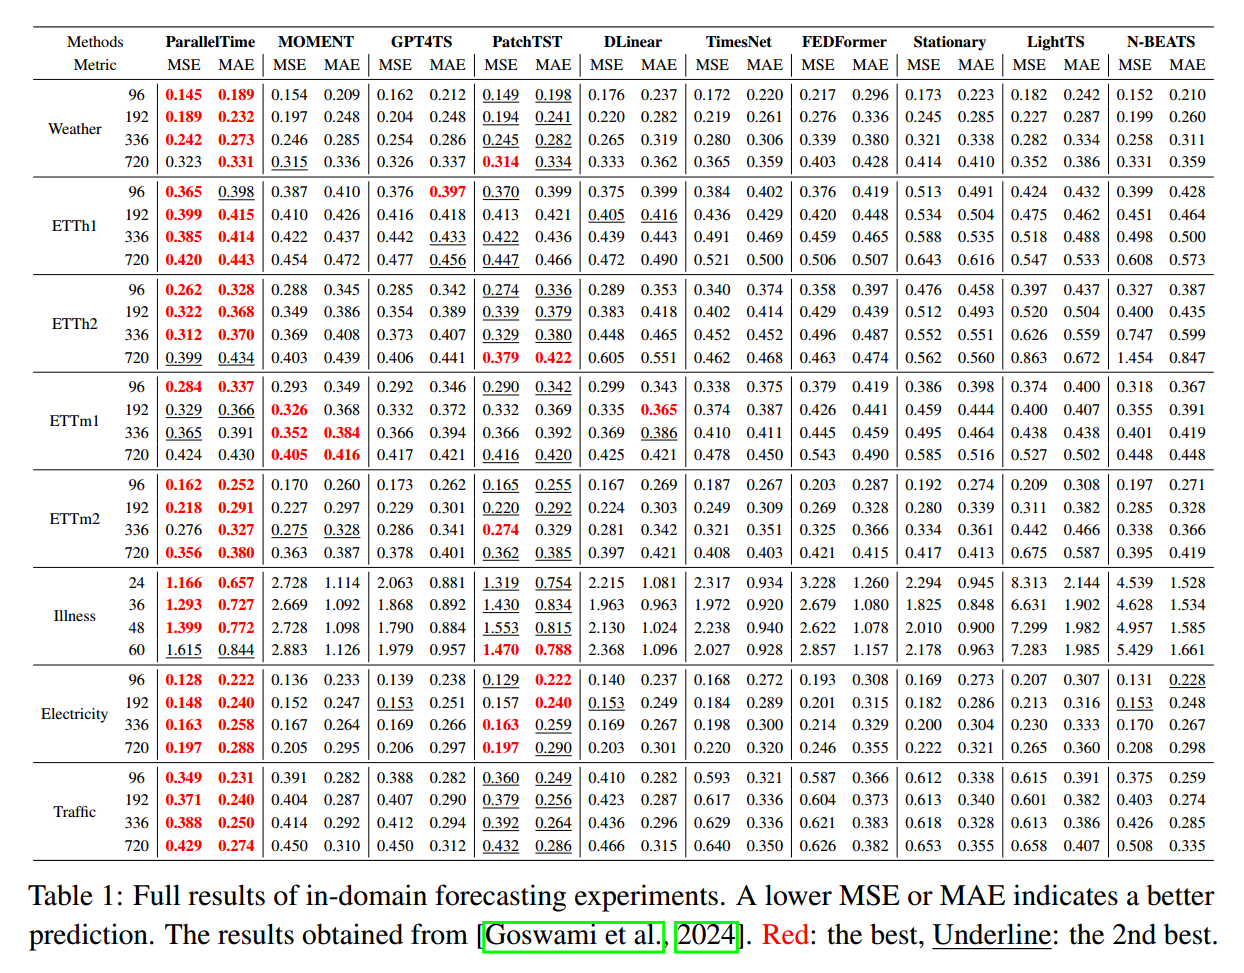 Methods ParallelTime MOMENT GPT4TS PatchTST DLinear TimesNet FEDFormer Stationary LightTS N-BEATS
Metric MSE MAE MSE MAE MSE MAE MSE MAE MSE MAE MSE MAE MSE MAE MSE MAE MSE MAE MSE MAE
Weather
96 0.145 0.189 0.154 0.209 0.162 0.212 0.149 0.198 0.176 0.237 0.172 0.220 0.217 0.296 0.173 0.223 0.182 0.242 0.152 0.210
192 0.189 0.232 0.197 0.248 0.204 0.248 0.194 0.241 0.220 0.282 0.219 0.261 0.276 0.336 0.245 0.285 0.227 0.287 0.199 0.260
336 0.242 0.273 0.246 0.285 0.254 0.286 0.245 0.282 0.265 0.319 0.280 0.306 0.339 0.380 0.321 0.338 0.282 0.334 0.258 0.311
720 0.323 0.331 0.315 0.336 0.326 0.337 0.314 0.334 0.333 0.362 0.365 0.359 0.403 0.428 0.414 0.410 0.352 0.386 0.331 0.359
ETTh1
96 0.365 0.398 0.387 0.410 0.376 0.397 0.370 0.399 0.375 0.399 0.384 0.402 0.376 0.419 0.513 0.491 0.424 0.432 0.399 0.428
192 0.399 0.415 0.410 0.426 0.416 0.418 0.413 0.421 0.405 0.416 0.436 0.429 0.420 0.448 0.534 0.504 0.475 0.462 0.451 0.464
336 0.385 0.414 0.422 0.437 0.442 0.433 0.422 0.436 0.439 0.443 0.491 0.469 0.459 0.465 0.588 0.535 0.518 0.488 0.498 0.500
720 0.420 0.443 0.454 0.472 0.477 0.456 0.447 0.466 0.472 0.490 0.521 0.500 0.506 0.507 0.643 0.616 0.547 0.533 0.608 0.573
ETTh2
96 0.262 0.328 0.288 0.345 0.285 0.342 0.274 0.336 0.289 0.353 0.340 0.374 0.358 0.397 0.476 0.458 0.397 0.437 0.327 0.387
192 0.322 0.368 0.349 0.386 0.354 0.389 0.339 0.379 0.383 0.418 0.402 0.414 0.429 0.439 0.512 0.493 0.520 0.504 0.400 0.435
336 0.312 0.370 0.369 0.408 0.373 0.407 0.329 0.380 0.448 0.465 0.452 0.452 0.496 0.487 0.552 0.551 0.626 0.559 0.747 0.599
720 0.399 0.434 0.403 0.439 0.406 0.441 0.379 0.422 0.605 0.551 0.462 0.468 0.463 0.474 0.562 0.560 0.863 0.672 1.454 0.847
ETTm1
96 0.284 0.337 0.293 0.349 0.292 0.346 0.290 0.342 0.299 0.343 0.338 0.375 0.379 0.419 0.386 0.398 0.374 0.400 0.318 0.367
192 0.329 0.366 0.326 0.368 0.332 0.372 0.332 0.369 0.335 0.365 0.374 0.387 0.426 0.441 0.459 0.444 0.400 0.407 0.355 0.391
336 0.365 0.391 0.352 0.384 0.366 0.394 0.366 0.392 0.369 0.386 0.410 0.411 0.445 0.459 0.495 0.464 0.438 0.438 0.401 0.419
720 0.424 0.430 0.405 0.416 0.417 0.421 0.416 0.420 0.425 0.421 0.478 0.450 0.543 0.490 0.585 0.516 0.527 0.502 0.448 0.448
ETTm2
96 0.162 0.252 0.170 0.260 0.173 0.262 0.165 0.255 0.167 0.269 0.187 0.267 0.203 0.287 0.192 0.274 0.209 0.308 0.197 0.271
192 0.218 0.291 0.227 0.297 0.229 0.301 0.220 0.292 0.224 0.303 0.249 0.309 0.269 0.328 0.280 0.339 0.311 0.382 0.285 0.328
336 0.276 0.327 0.275 0.328 0.286 0.341 0.274 0.329 0.281 0.342 0.321 0.351 0.325 0.366 0.334 0.361 0.442 0.466 0.338 0.366
720 0.356 0.380 0.363 0.387 0.378 0.401 0.362 0.385 0.397 0.421 0.408 0.403 0.421 0.415 0.417 0.413 0.675 0.587 0.395 0.419
Illness
24 1.166 0.657 2.728 1.114 2.063 0.881 1.319 0.754 2.215 1.081 2.317 0.934 3.228 1.260 2.294 0.945 8.313 2.144 4.539 1.528
36 1.293 0.727 2.669 1.092 1.868 0.892 1.430 0.834 1.963 0.963 1.972 0.920 2.679 1.080 1.825 0.848 6.631 1.902 4.628 1.534
48 1.399 0.772 2.728 1.098 1.790 0.884 1.553 0.815 2.130 1.024 2.238 0.940 2.622 1.078 2.010 0.900 7.299 1.982 4.957 1.585
60 1.615 0.844 2.883 1.126 1.979 0.957 1.470 0.788 2.368 1.096 2.027 0.928 2.857 1.157 2.178 0.963 7.283 1.985 5.429 1.661
Electricity
96 0.128 0.222 0.136 0.233 0.139 0.238 0.129 0.222 0.140 0.237 0.168 0.272 0.193 0.308 0.169 0.273 0.207 0.307 0.131 0.228
192 0.148 0.240 0.152 0.247 0.153 0.251 0.157 0.240 0.153 0.249 0.184 0.289 0.201 0.315 0.182 0.286 0.213 0.316 0.153 0.248
336 0.163 0.258 0.167 0.264 0.169 0.266 0.163 0.259 0.169 0.267 0.198 0.300 0.214 0.329 0.200 0.304 0.230 0.333 0.170 0.267
720 0.197 0.288 0.205 0.295 0.206 0.297 0.197 0.290 0.203 0.301 0.220 0.320 0.246 0.355 0.222 0.321 0.265 0.360 0.208 0.298
Traffic
96 0.349 0.231 0.391 0.282 0.388 0.282 0.360 0.249 0.410 0.282 0.593 0.321 0.587 0.366 0.612 0.338 0.615 0.391 0.375 0.259
192 0.371 0.240 0.404 0.287 0.407 0.290 0.379 0.256 0.423 0.287 0.617 0.336 0.604 0.373 0.613 0.340 0.601 0.382 0.403 0.274
336 0.388 0.250 0.414 0.292 0.412 0.294 0.392 0.264 0.436 0.296 0.629 0.336 0.621 0.383 0.618 0.328 0.613 0.386 0.426 0.285
720 0.429 0.274 0.450 0.310 0.450 0.312 0.432 0.286 0.466 0.315 0.640 0.350 0.626 0.382 0.653 0.355 0.658 0.407 0.508 0.335
Table 1: Full results of in-domain forecasting experiments. A lower MSE or MAE indicates a better
prediction. The results obtained from [Goswami et al., 2024]. Red: the best, Underline: the 2nd best.